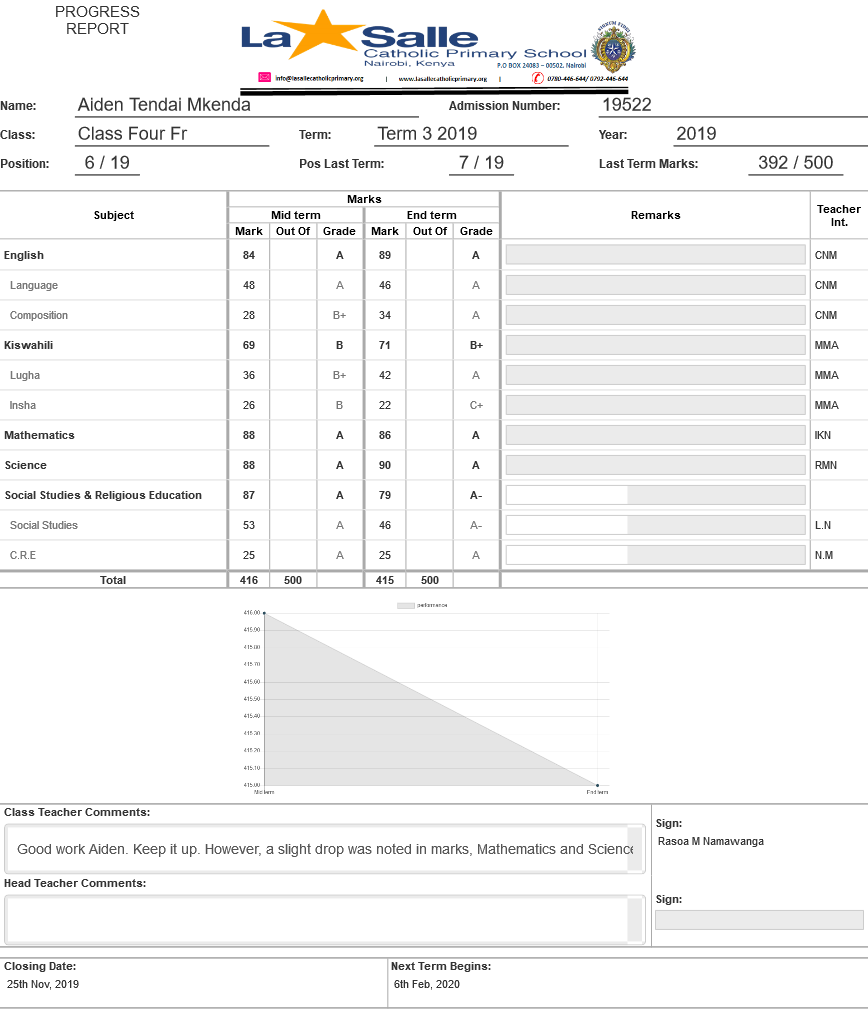 PROGRESS
REPORT
La Salle
Catholic Primary School
Nairobi, Kenya
P.O BOX 24083 – 00502, Nairobi
info@lasallecatholicprimary.org | www.lasallecatholicprimary.org | 0780-446-644/ 0792-446-644
Name: Aiden Tendai Mkenda Admission Number: 19522
Class: Class Four Fr Term: Term 3 2019 Year: 2019
Position: 6 / 19 Pos Last Term: 7 / 19 Last Term Marks: 392 / 500
Marks
Subject Mid term End term Remarks Teacher Int.
Mark Out Of Grade Mark Out Of Grade
English 84 A 89 A CNM
Language 48 A 46 A CNM
Composition 28 B+ 34 A CNM
Kiswahili 69 B 71 B+ MMA
Lugha 36 B+ 42 A MMA
Insha 26 B 22 C+ MMA
Mathematics 88 A 86 A IKN
Science 88 A 90 A RMN
Social Studies & Religious Education 87 A 79 A-
Social Studies 53 A 46 A- L.N
C.R.E 25 A 25 A N.M
Total 416 500 415 500
performance
416.00
415.90
415.80
415.70
415.60
415.50
415.40
415.30
415.20
415.10
415.00
Mid term End term
Class Teacher Comments:
Sign:
Good work Aiden. Keep it up. However, a slight drop was noted in marks, Mathematics and Science
Rasoa M Namawanga
Head Teacher Comments:
Sign:
Closing Date: Next Term Begins:
25th Nov, 2019 6th Feb, 2020